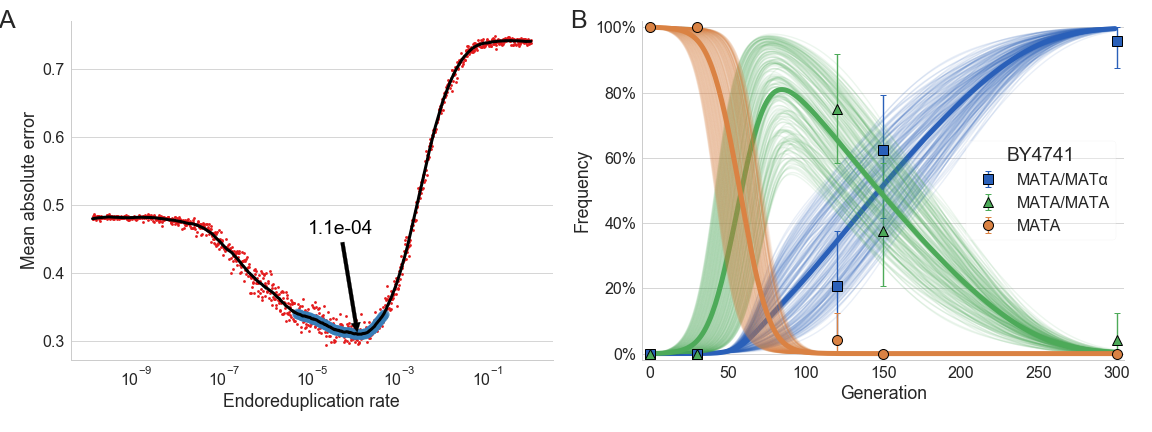 A
Mean absolute error
0.7
0.6
0.5
0.4
0.3
1.1e-04
10⁻⁹
10⁻⁷
10⁻⁵
10⁻³
10⁻¹
Endoreduplication rate
B
Frequency
100%
80%
60%
40%
20%
0%
BY4741
MATA/MATα
MATA/MATA
MATA
0
50
100
150
200
250
300
Generation